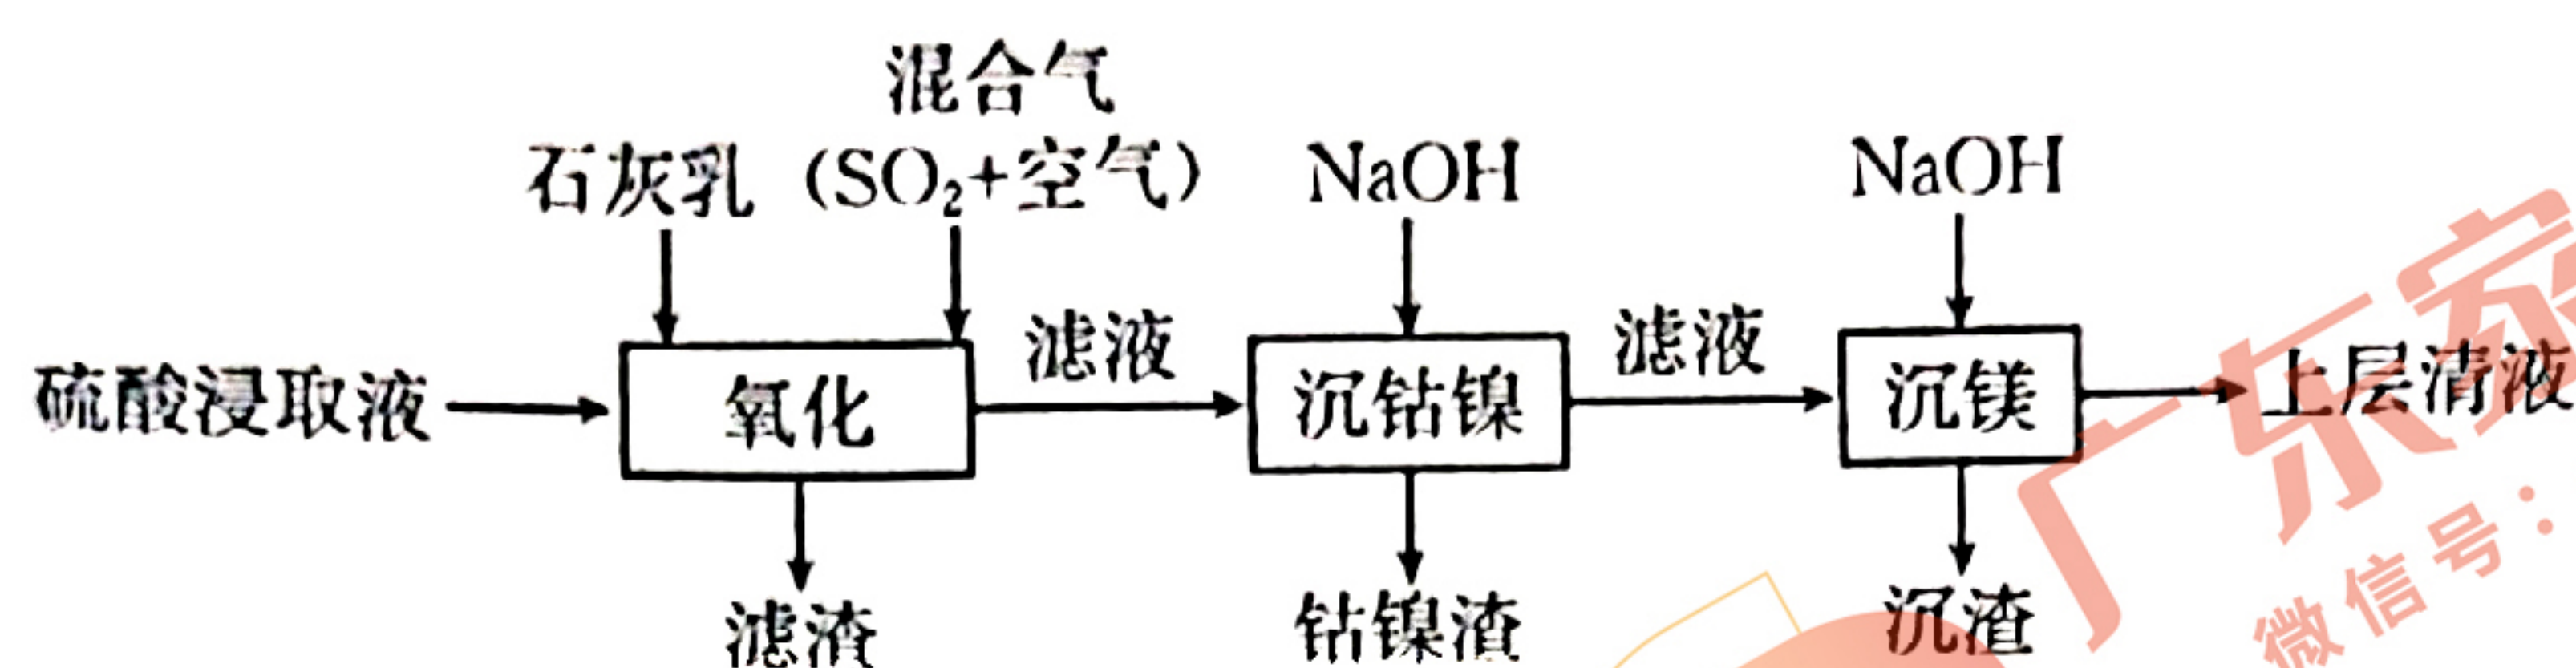 混合气
石灰乳 (SO₂+空气) NaOH NaOH
滤液 滤液
硫酸浸取液 氧化 沉钴镍 沉镁 上层清液
滤渣 钴镍渣 沉渣
广东家
微信号：